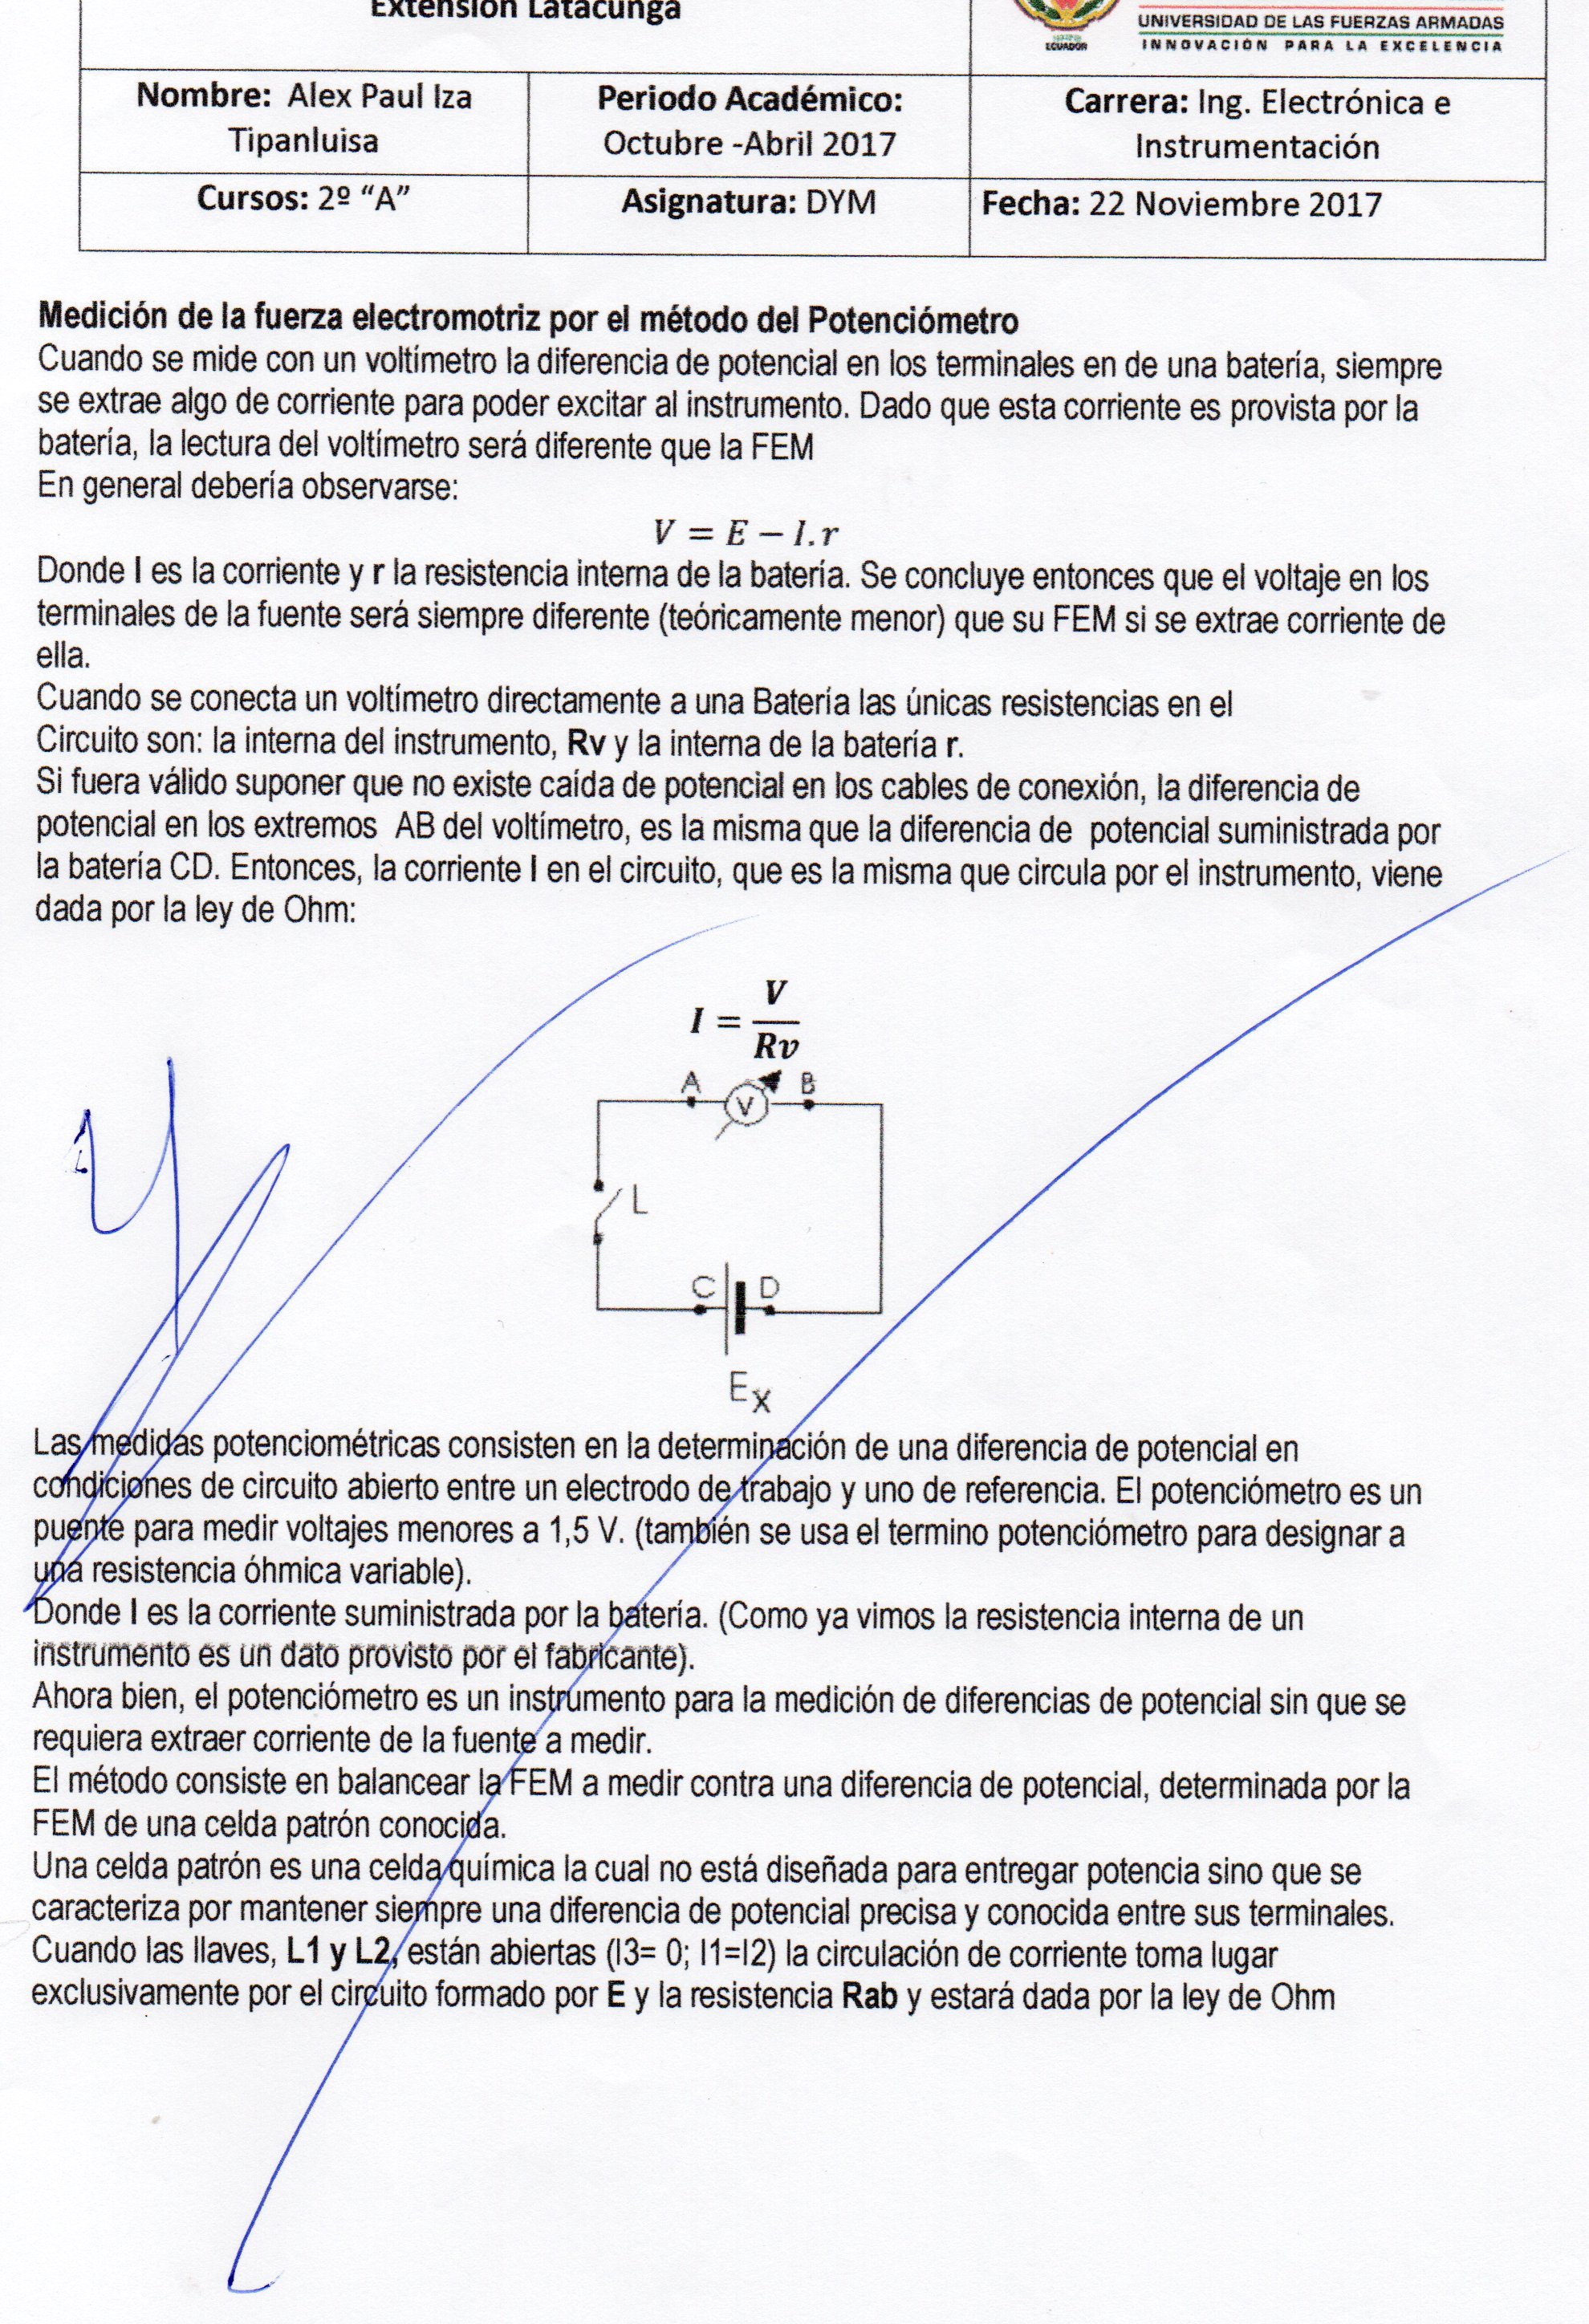 Extensión Latacunga
ECUADOR
UNIVERSIDAD DE LAS FUERZAS ARMADAS
INNOVACIÓN PARA LA EXCELENCIA
Nombre: Alex Paul Iza
Tipanluisa
Periodo Académico:
Octubre -Abril 2017
Carrera: Ing. Electrónica e
Instrumentación
Cursos: 2º “A”
Asignatura: DYM
Fecha: 22 Noviembre 2017
Medición de la fuerza electromotriz por el método del Potenciómetro
Cuando se mide con un voltímetro la diferencia de potencial en los terminales en de una batería, siempre
se extrae algo de corriente para poder excitar al instrumento. Dado que esta corriente es provista por la
batería, la lectura del voltímetro será diferente que la FEM
En general debería observarse:
V = E − I.r
Donde I es la corriente y r la resistencia interna de la batería. Se concluye entonces que el voltaje en los
terminales de la fuente será siempre diferente (teóricamente menor) que su FEM si se extrae corriente de
ella.
Cuando se conecta un voltímetro directamente a una Batería las únicas resistencias en el
Circuito son: la interna del instrumento, Rv y la interna de la batería r.
Si fuera válido suponer que no existe caída de potencial en los cables de conexión, la diferencia de
potencial en los extremos AB del voltímetro, es la misma que la diferencia de potencial suministrada por
la batería CD. Entonces, la corriente I en el circuito, que es la misma que circula por el instrumento, viene
dada por la ley de Ohm:
I = V / Rv
A V B
L
C D
Ex
Las medidas potenciométricas consisten en la determinación de una diferencia de potencial en
condiciones de circuito abierto entre un electrodo de trabajo y uno de referencia. El potenciómetro es un
puente para medir voltajes menores a 1,5 V. (también se usa el termino potenciómetro para designar a
una resistencia óhmica variable).
Donde I es la corriente suministrada por la batería. (Como ya vimos la resistencia interna de un
instrumento es un dato provisto por el fabricante).
Ahora bien, el potenciómetro es un instrumento para la medición de diferencias de potencial sin que se
requiera extraer corriente de la fuente a medir.
El método consiste en balancear la FEM a medir contra una diferencia de potencial, determinada por la
FEM de una celda patrón conocida.
Una celda patrón es una celda química la cual no está diseñada para entregar potencia sino que se
caracteriza por mantener siempre una diferencia de potencial precisa y conocida entre sus terminales.
Cuando las llaves, L1 y L2, están abiertas (I3= 0; I1=I2) la circulación de corriente toma lugar
exclusivamente por el circuito formado por E y la resistencia Rab y estará dada por la ley de Ohm